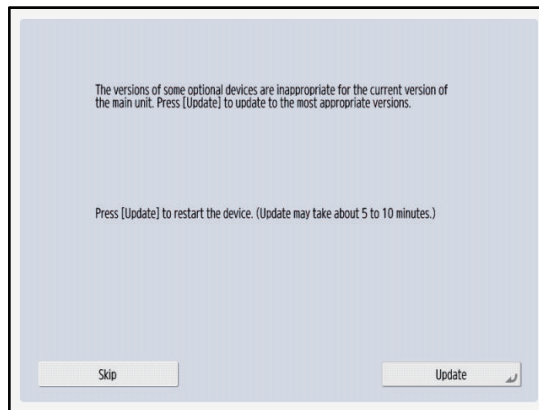 The versions of some optional devices are inappropriate for the current version of
the main unit. Press [Update] to update to the most appropriate versions.
Press [Update] to restart the device. (Update may take about 5 to 10 minutes.)
Skip
Update